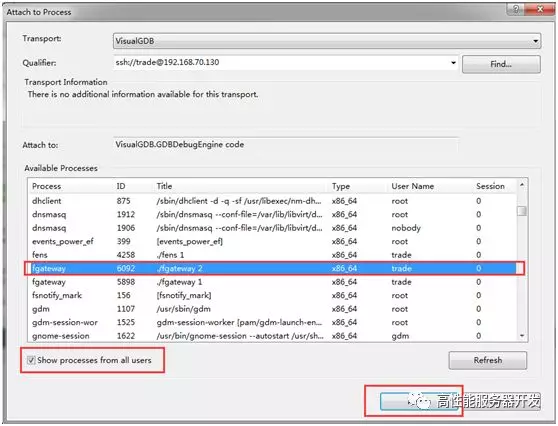 Attach to Process
Transport: VisualGDB
Qualifier: ssh://trade@192.168.70.130 Find...
Transport Information
There is no additional information available for this transport.
Attach to: VisualGDB.GDBDebugEngine code
Available Processes
Process ID Title Type User Name Session
dhclient 875 /sbin/dhclient -d -q -sf /usr/libexec/nm-dh... x86_64 root 0
dnsmasq 1912 /sbin/dnsmasq --conf-file=/var/lib/libvirt/d... x86_64 root 0
dnsmasq 1906 /sbin/dnsmasq --conf-file=/var/lib/libvirt/d... x86_64 nobody 0
events_power_ef 399 [events_power_ef] x86_64 root 0
fens 4258 ./fens 1 x86_64 trade 0
fgateway 6092 ./fgateway 2 x86_64 trade 0
fgateway 5898 ./fgateway 1 x86_64 trade 0
fsnotify_mark 156 [fsnotify_mark] x86_64 root 0
gdm 1107 /usr/sbin/gdm x86_64 root 0
gdm-session-wor 1525 gdm-session-worker [pam/gdm-launch-en... x86_64 root 0
gnome-session 1642 /usr/bin/gnome-session --autostart /usr/sh... x86_64 gdm 0
Show processes from all users Refresh
高性能服务器开发